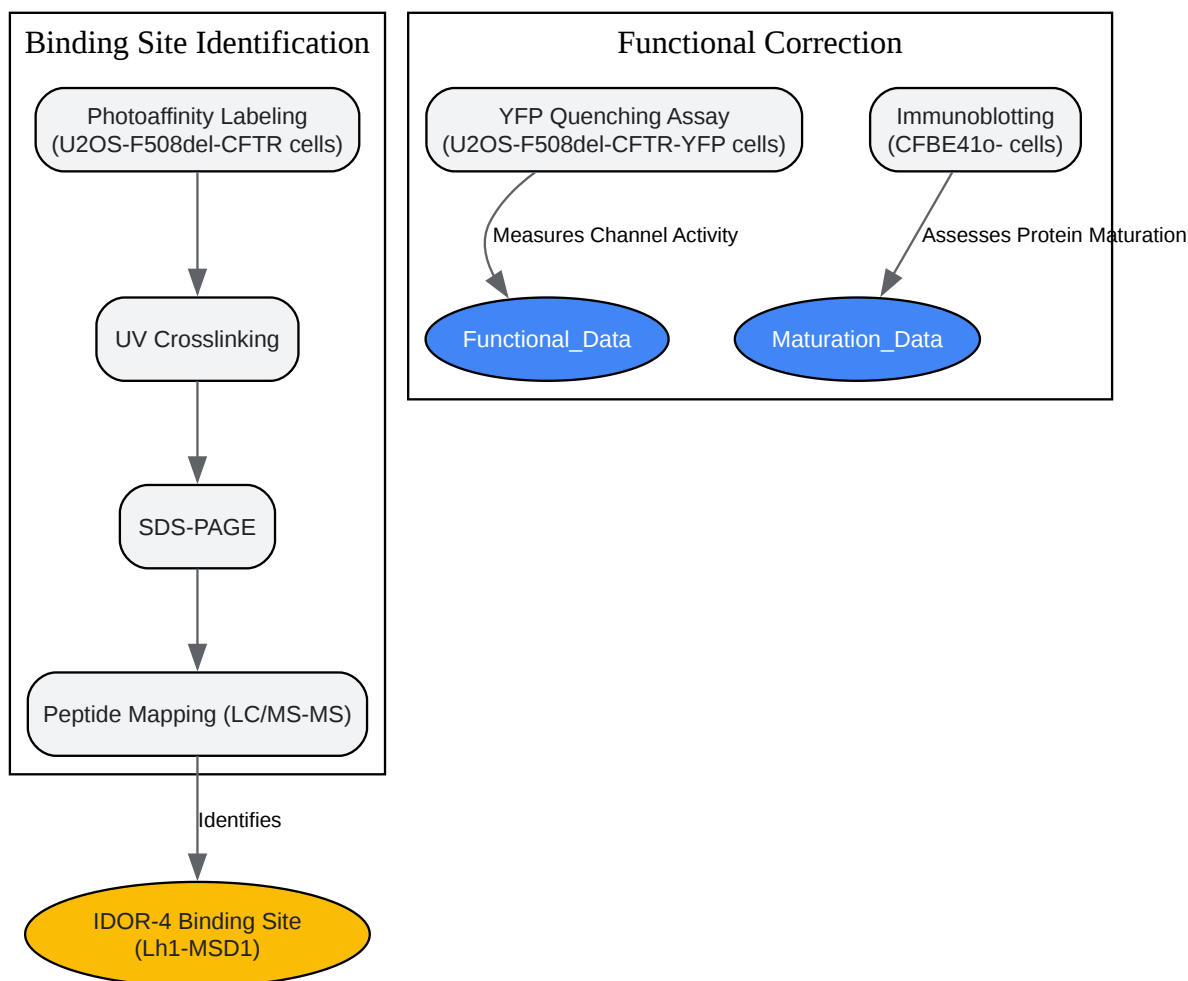 Binding Site Identification
Photoaffinity Labeling
(U2OS-F508del-CFTR cells)
UV Crosslinking
SDS-PAGE
Peptide Mapping (LC/MS-MS)
Identifies
IDOR-4 Binding Site
(Lh1-MSD1)
Functional Correction
YFP Quenching Assay
(U2OS-F508del-CFTR-YFP cells)
Measures Channel Activity
Functional_Data
Immunoblotting
(CFBE41o- cells)
Assesses Protein Maturation
Maturation_Data